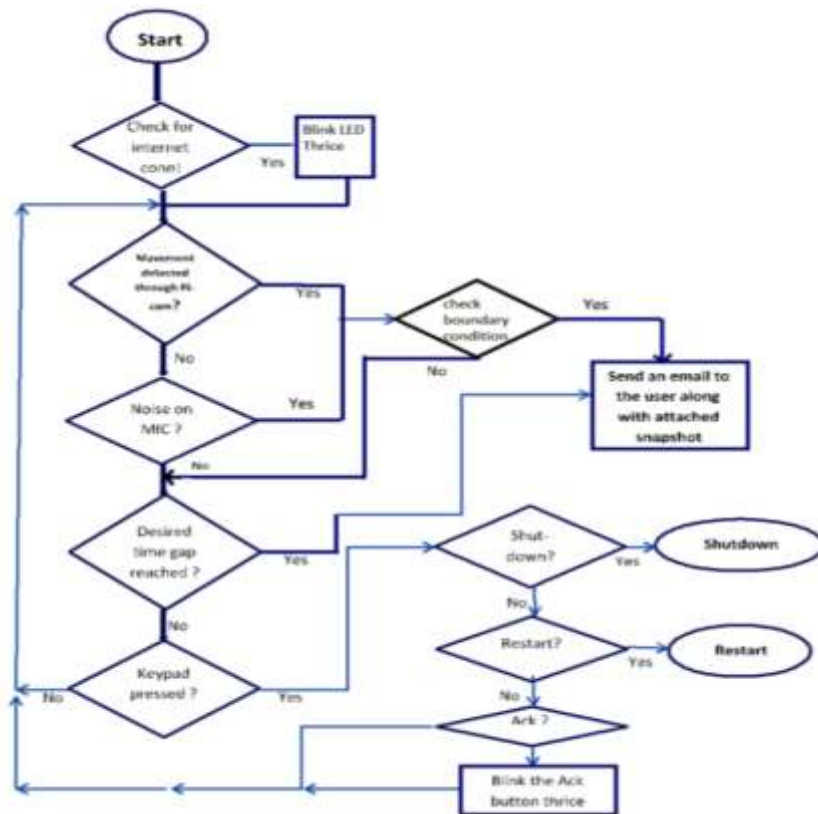 Start
Check for
internet
conn:
Yes
Blink LED
Thrice
Movement
detected
through Pi
cam?
Yes
No
check
boundary
condition
Yes
No
Send an email to
the user along
with attached
snapshot
Noise on
MIC ?
Yes
No
Desired
time gap
reached ?
Yes
No
Shut-
down?
Yes
Shutdown
No
Restart?
Yes
Restart
No
Keypad
pressed ?
No
Yes
Ack ?
Blink the Ack
button thrice